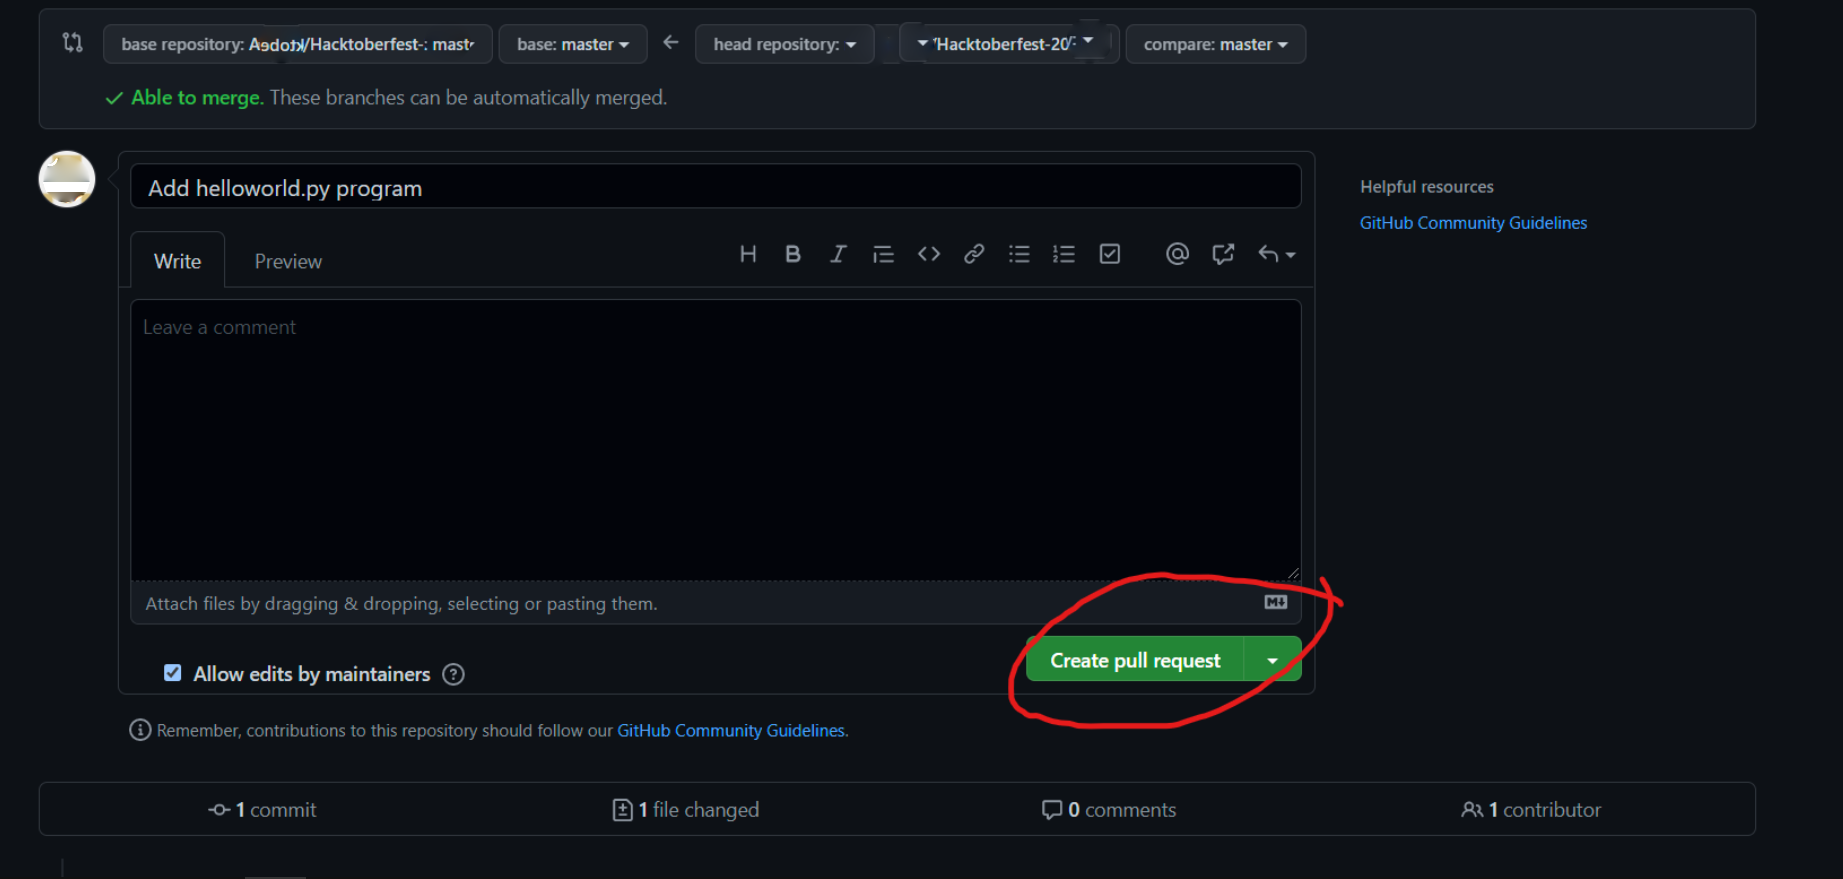 base repository: /Hacktoberfest- base: master head repository: /Hacktoberfest-20 compare: master
Able to merge. These branches can be automatically merged.
Add helloworld.py program
Helpful resources
GitHub Community Guidelines
Write Preview
Leave a comment
Attach files by dragging & dropping, selecting or pasting them.
Create pull request
Allow edits by maintainers
Remember, contributions to this repository should follow our GitHub Community Guidelines.
1 commit 1 file changed 0 comments 1 contributor